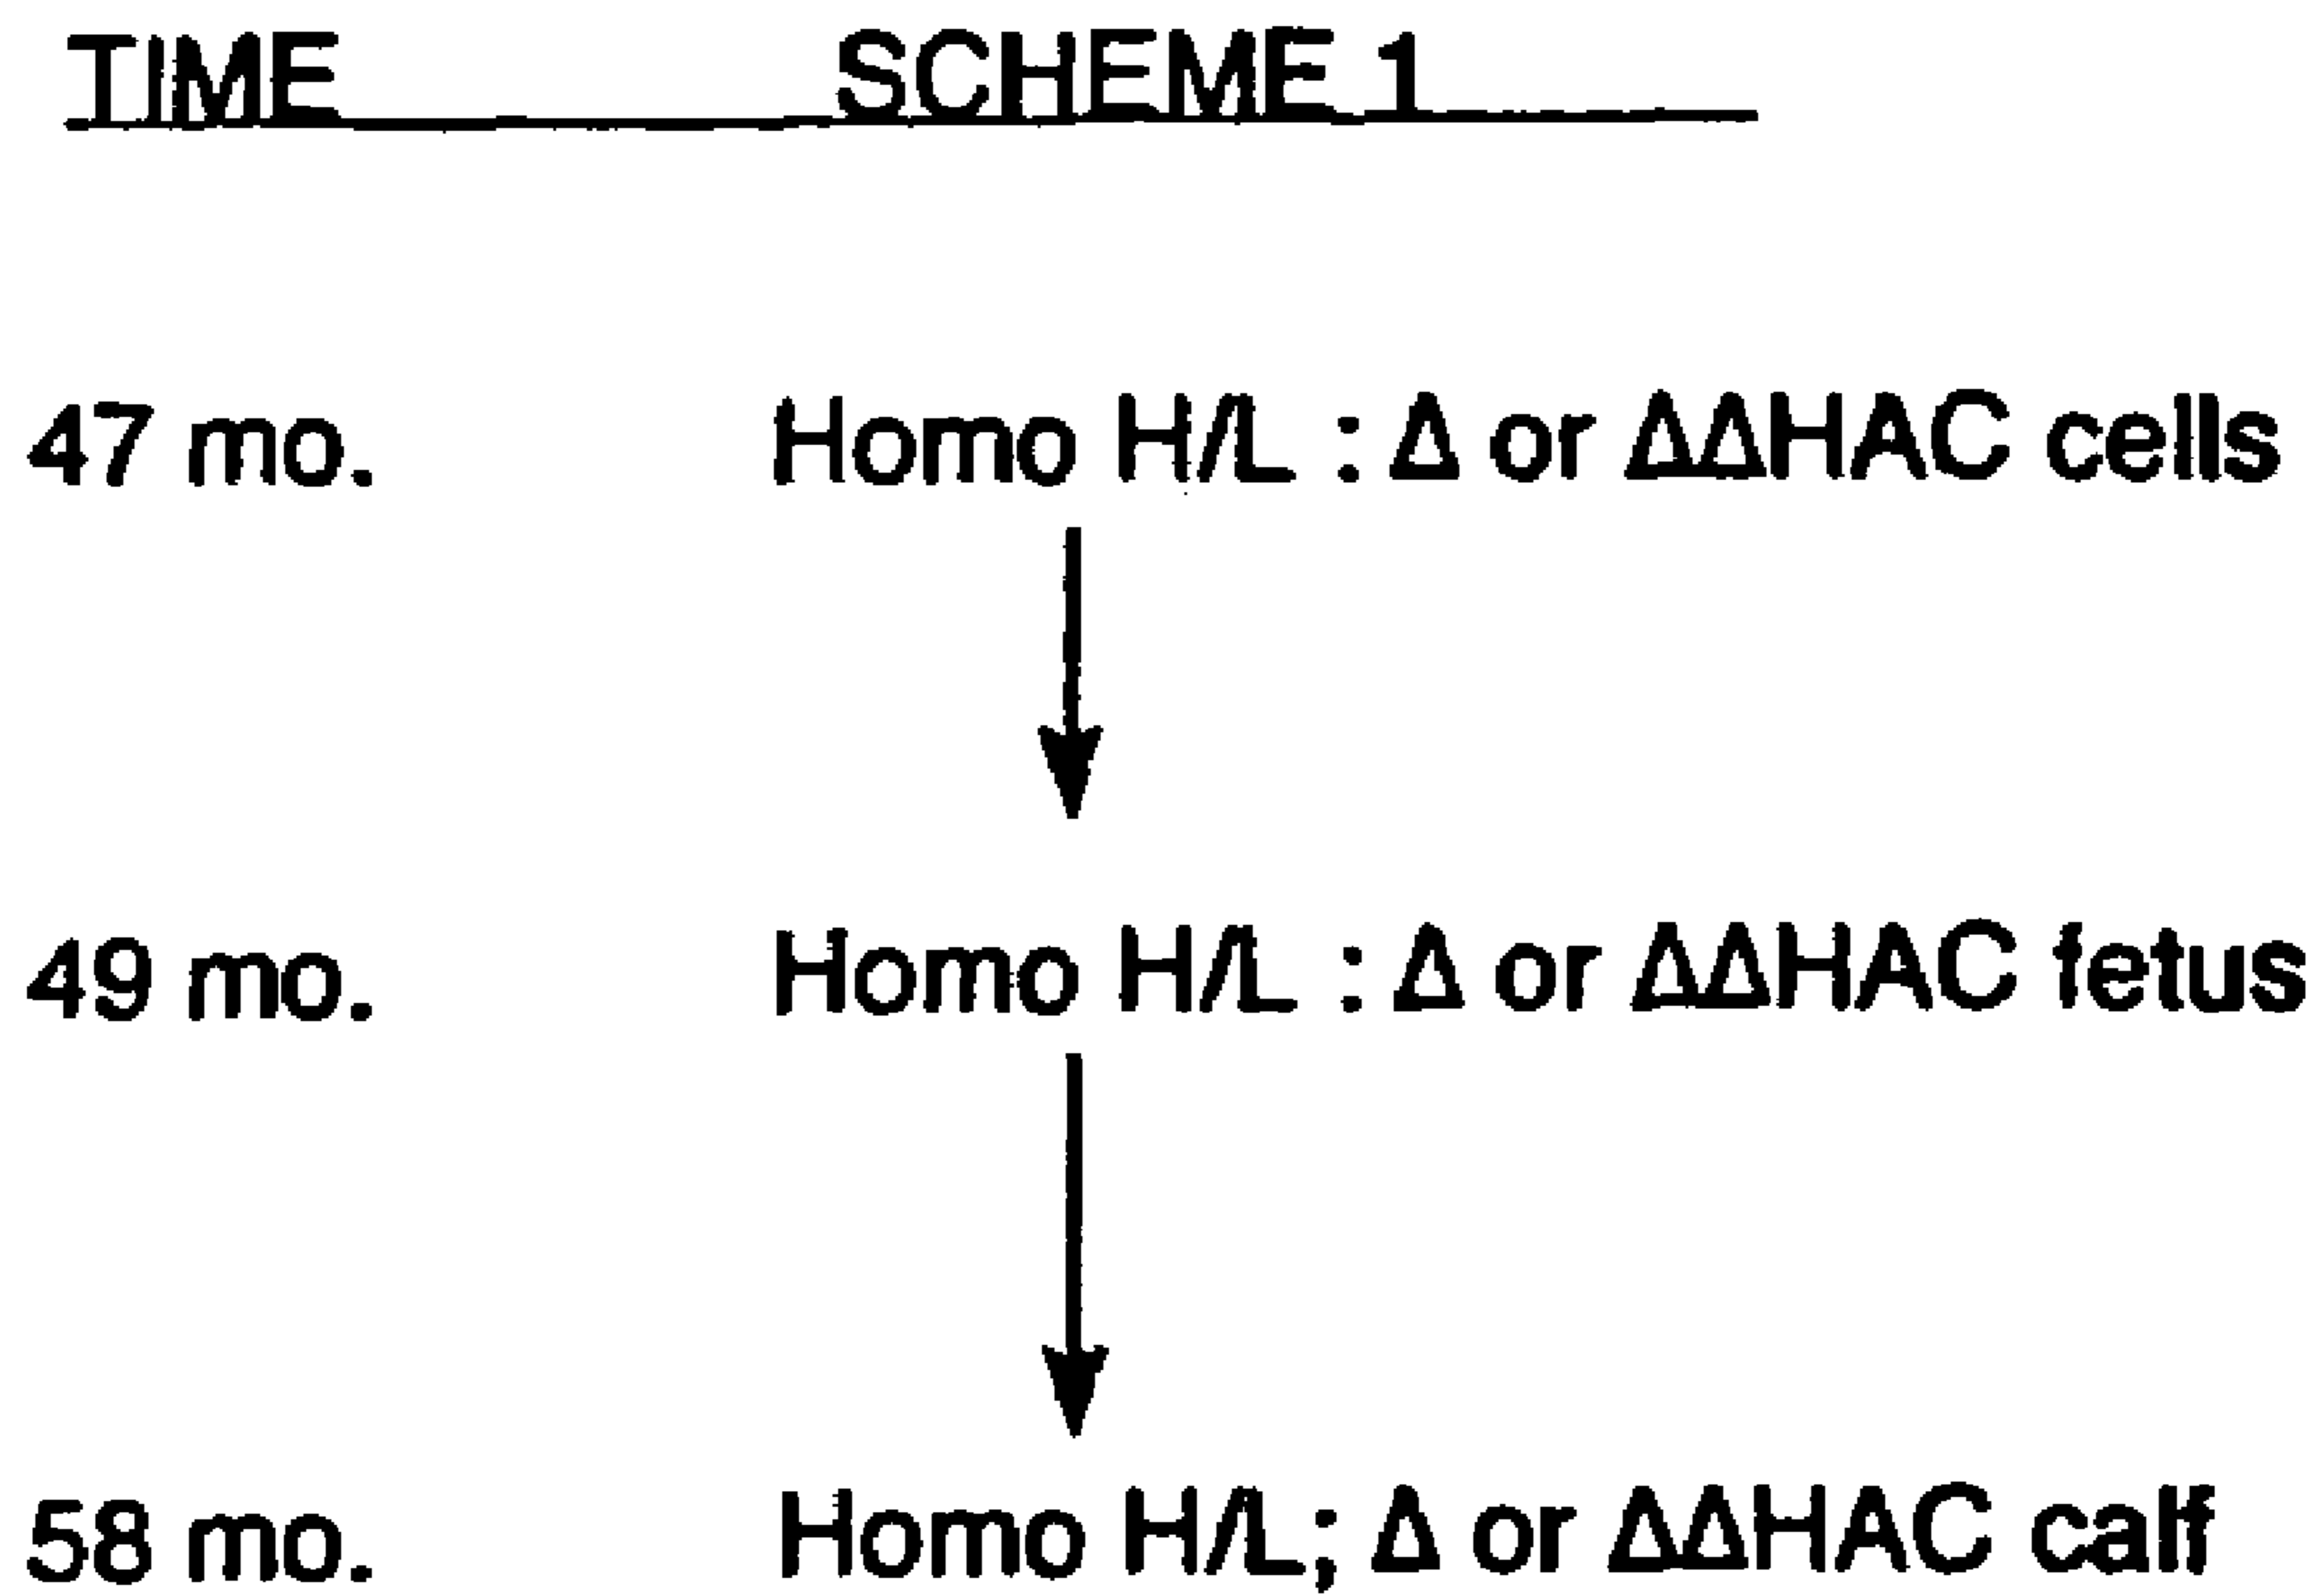 TIME SCHEME 1
47 mo. Homo H/L : Δ or ΔΔHAC cells
49 mo. Homo H/L : Δ or ΔΔHAC fetus
58 mo. Homo H/L; Δ or ΔΔHAC calf